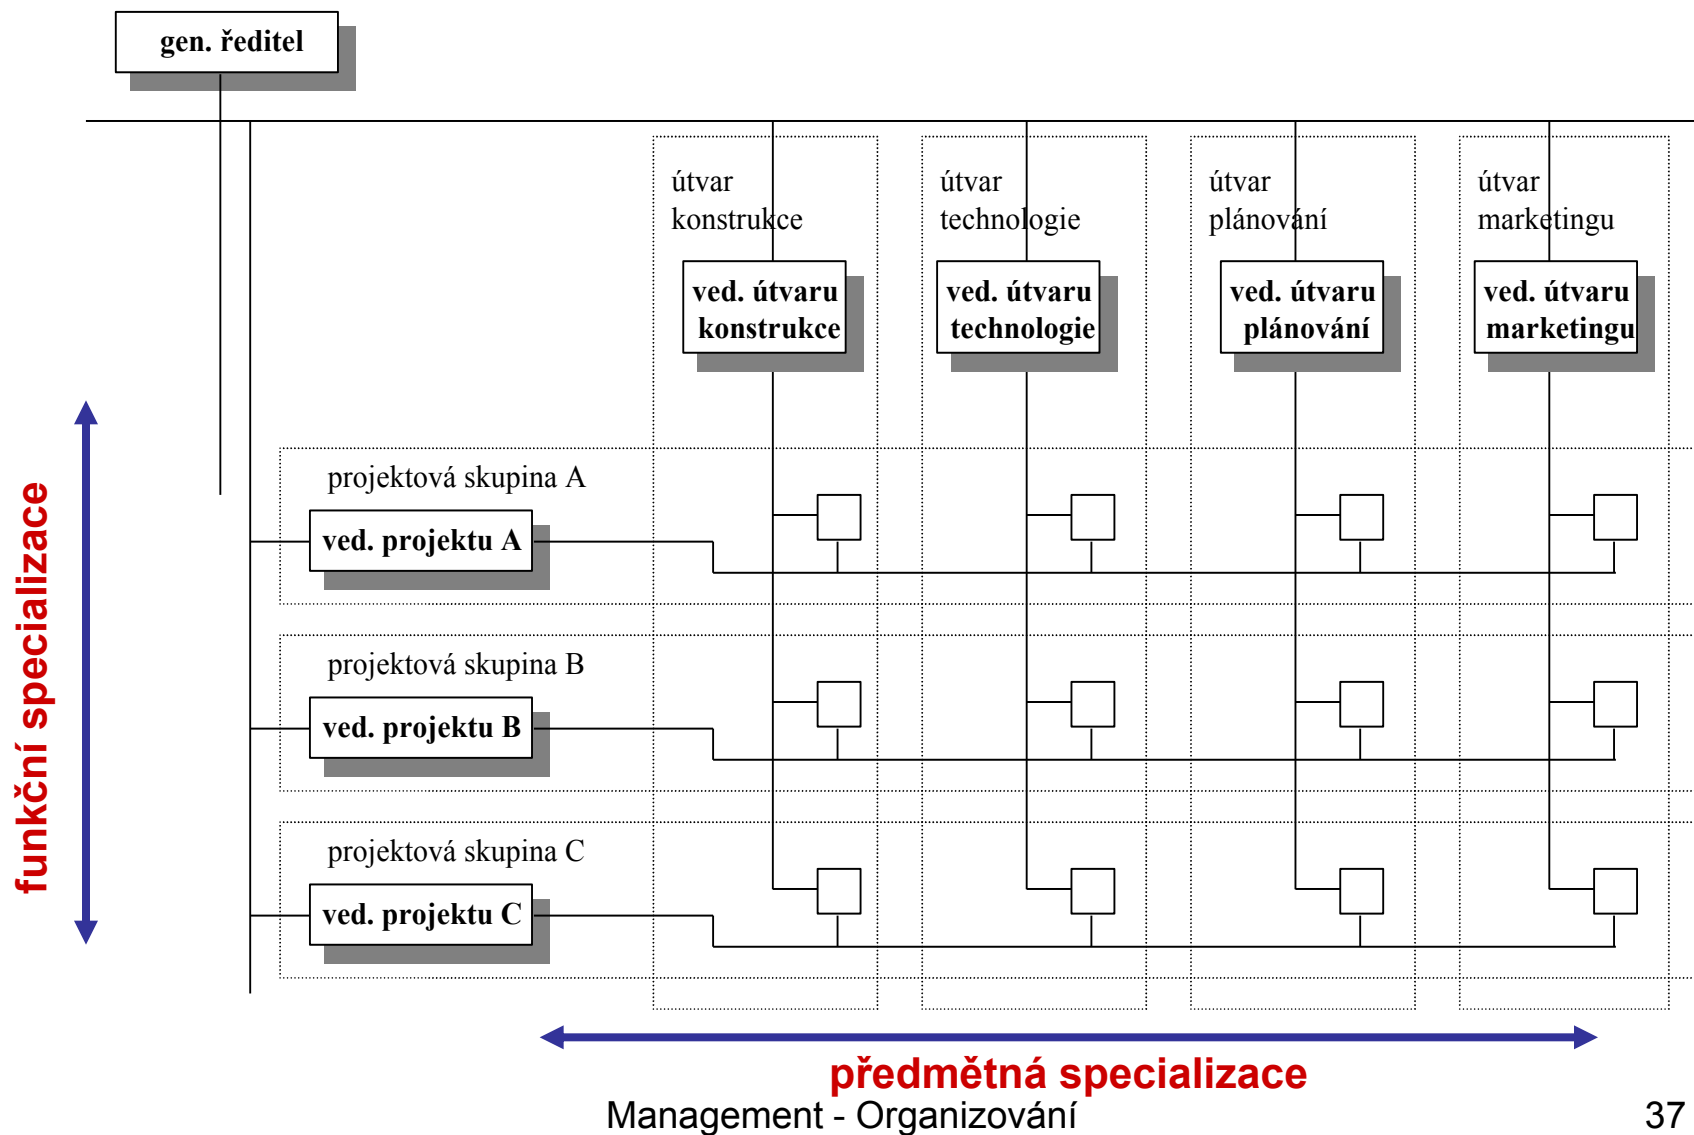 gen. ředitel
útvar
konstrukce
útvar
technologie
útvar
plánování
útvar
marketingu
ved. útvaru
konstrukce
ved. útvaru
technologie
ved. útvaru
plánování
ved. útvaru
marketingu
funkční specializace
projektová skupina A
ved. projektu A
projektová skupina B
ved. projektu B
projektová skupina C
ved. projektu C
předmětná specializace
Management - Organizování
37